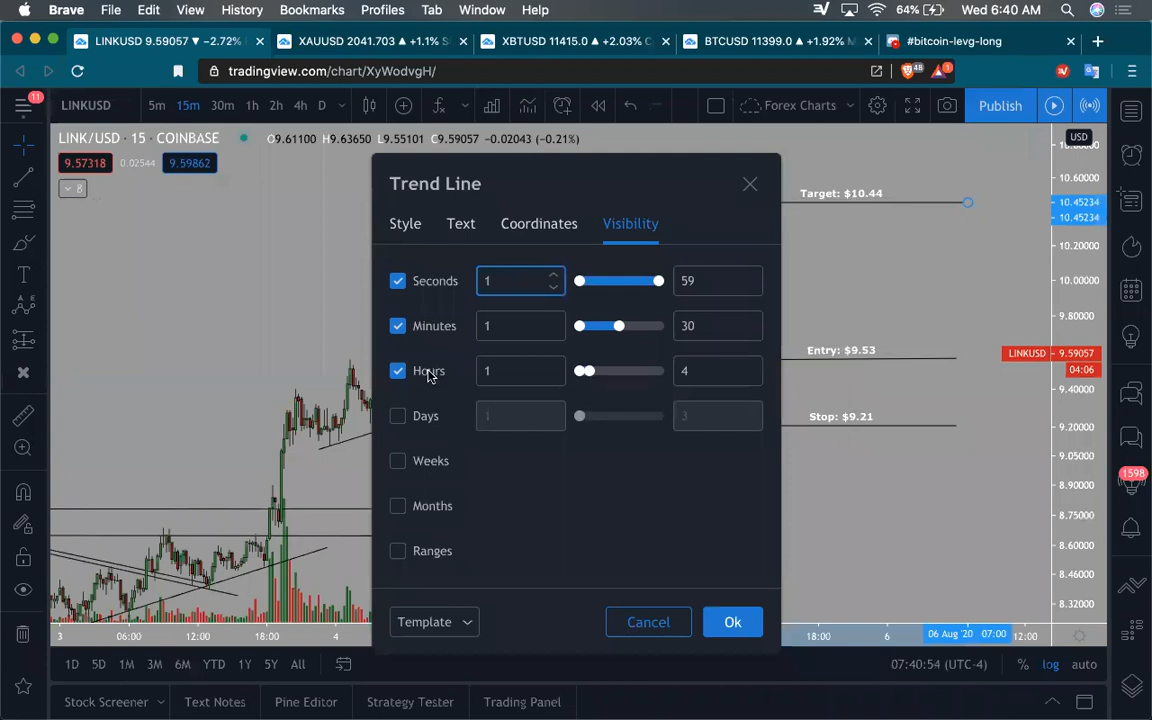 Brave File Edit View History Bookmarks Profiles Tab Window Help 64% Wed 6:40 AM
LINKUSD 9.59057 ▼ −2.72% XAUUSD 2041.703 ▲ +1.1% S XBTUSD 11415.0 ▲ +2.03% C BTCUSD 11399.0 ▲ +1.92% M #bitcoin-levg-long
tradingview.com/chart/XyWodvgH/ 48 1
11 LINKUSD 5m 15m 30m 1h 2h 4h D Forex Charts Publish
LINK/USD · 15 · COINBASE O9.61100 H9.63650 L9.55101 C9.59057 −0.02043 (−0.21%) USD
9.57318 0.02544 9.59862
8
Trend Line
Style Text Coordinates Visibility
Seconds 1 59
Minutes 1 30
Hours 1 4
Days 1 3
Weeks
Months
Ranges
Template Cancel Ok
Target: $10.44
Entry: $9.53
Stop: $9.21
10.60000
10.45234
10.45234
10.20000
10.00000
9.80000
LINKUSD 9.59057
04:06
9.40000
9.20000
9.05000
8.90000
8.75000
8.60000
8.46000
8.32000
1598
3 06:00 12:00 18:00 4 18:00 6 06 Aug '20 07:00 12:00
1D 5D 1M 3M 6M YTD 1Y 5Y All 07:40:54 (UTC-4) % log auto
Stock Screener Text Notes Pine Editor Strategy Tester Trading Panel